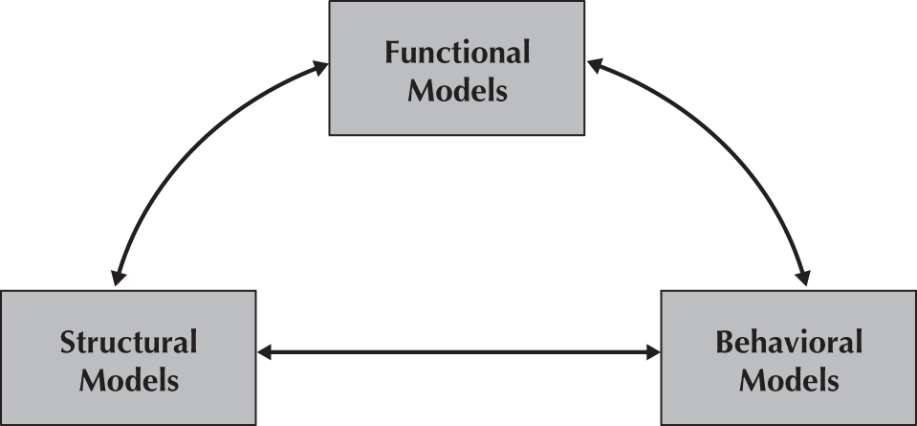 Functional
Models
Structural
Models
Behavioral
Models